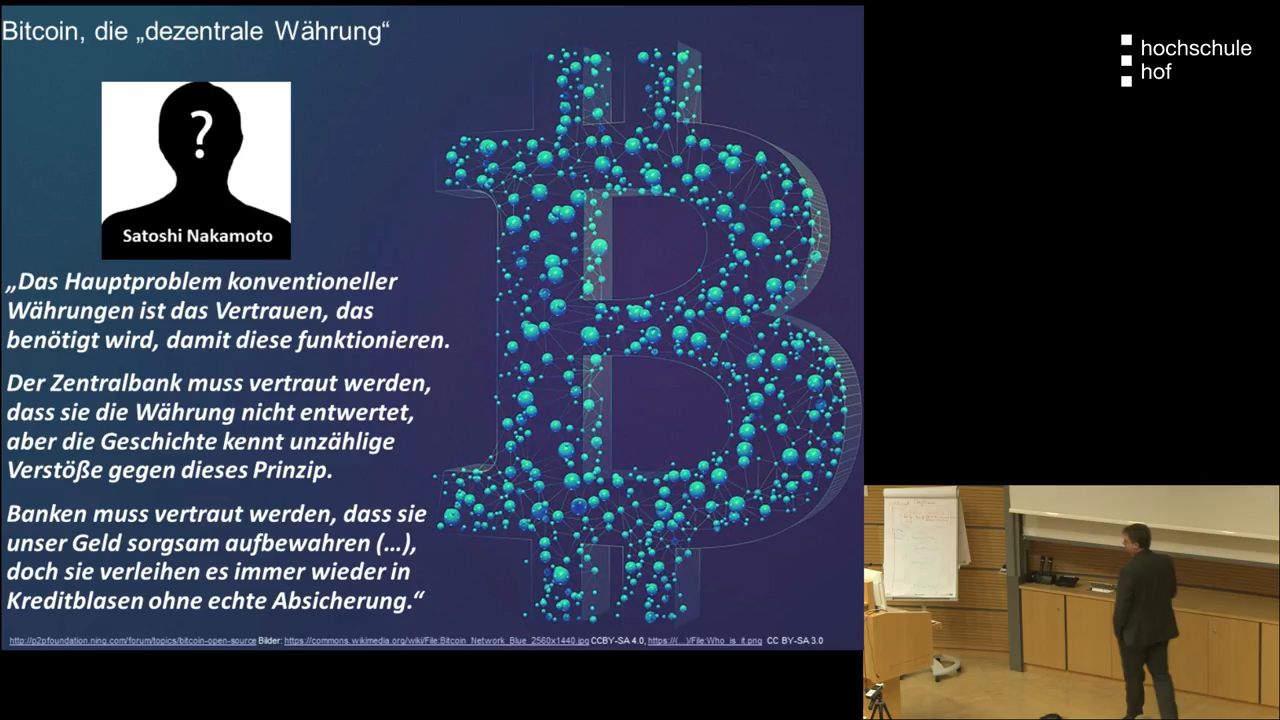 Bitcoin, die „dezentrale Währung“
hochschule
hof
?
Satoshi Nakamoto
„Das Hauptproblem konventioneller
Währungen ist das Vertrauen, das
benötigt wird, damit diese funktionieren.
Der Zentralbank muss vertraut werden,
dass sie die Währung nicht entwertet,
aber die Geschichte kennt unzählige
Verstöße gegen dieses Prinzip.
Banken muss vertraut werden, dass sie
unser Geld sorgsam aufbewahren (…),
doch sie verleihen es immer wieder in
Kreditblasen ohne echte Absicherung.“
http://p2pfoundation.ning.com/forum/topics/bitcoin-open-source Bilder: https://commons.wikimedia.org/wiki/File:Bitcoin_Network_Blue_2560x1440.jpg CCBY-SA 4.0, https://(...)/File:Who_is_it.png CC BY-SA 3.0